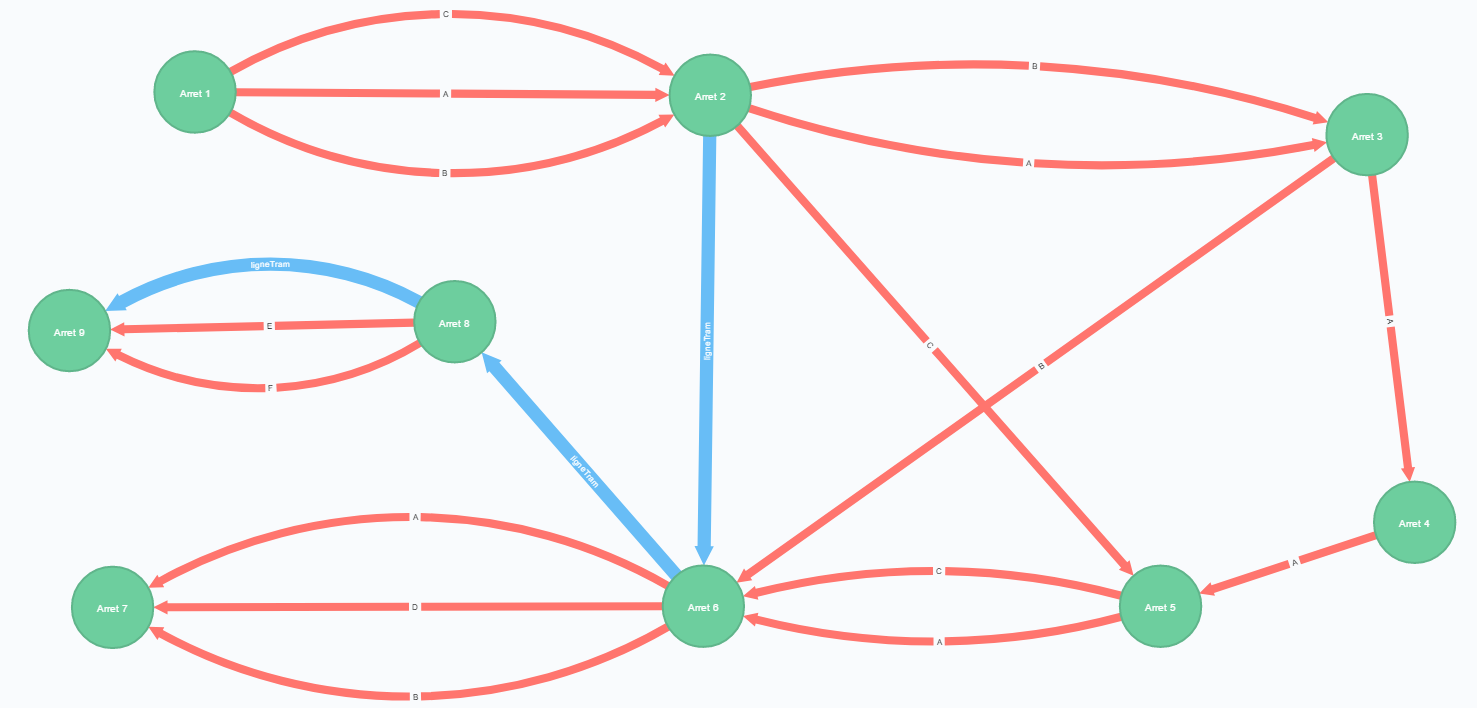 C
Arret 1
A
Arret 2
B
B
A
Arret 3
ligneTram
Arret 9
E
Arret 8
F
ligneTram
C
B
A
ligneTram
A
Arret 4
A
C
Arret 7
D
Arret 6
Arret 5
A
B